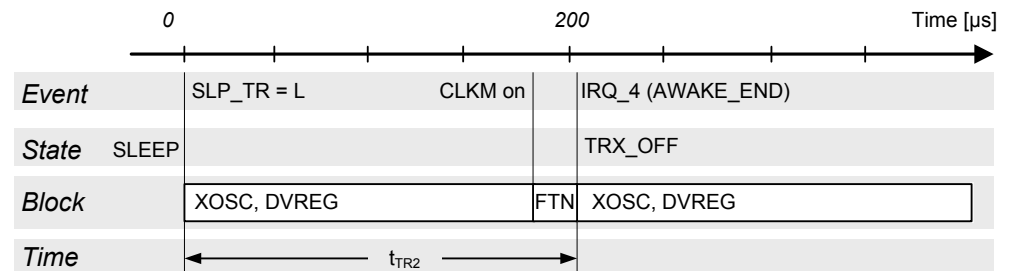 0 200 Time [µs]
Event SLP_TR = L CLKM on IRQ_4 (AWAKE_END)
State SLEEP TRX_OFF
Block XOSC, DVREG FTN XOSC, DVREG
Time tTR2